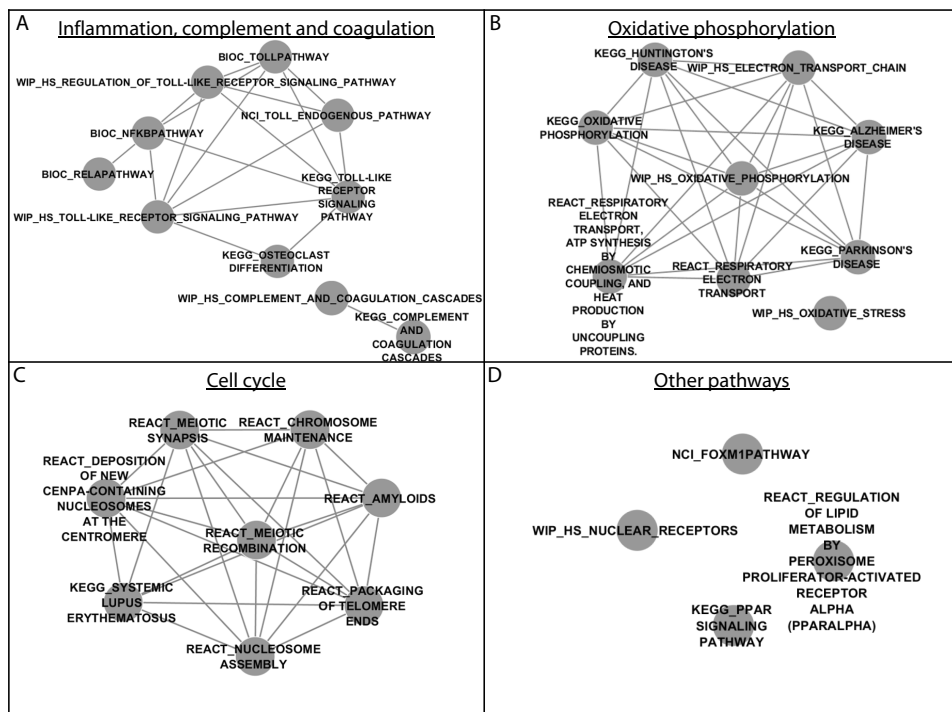 A
Inflammation, complement and coagulation
BIOC_TOLLPATHWAY
WIP_HS_REGULATION_OF_TOLL-LIKE_RECEPTOR_SIGNALING_PATHWAY
NCI_TOLL_ENDOGENOUS_PATHWAY
BIOC_NFKBPATHWAY
BIOC_RELAPATHWAY
KEGG_TOLL-LIKE
RECEPTOR
SIGNALING
PATHWAY
WIP_HS_TOLL-LIKE_RECEPTOR_SIGNALING_PATHWAY
KEGG_OSTEOCLAST
DIFFERENTIATION
WIP_HS_COMPLEMENT_AND_COAGULATION_CASCADES
KEGG_COMPLEMENT
AND
COAGULATION
CASCADES
B
Oxidative phosphorylation
KEGG_HUNTINGTON'S
DISEASE
WIP_HS_ELECTRON_TRANSPORT_CHAIN
KEGG_OXIDATIVE
PHOSPHORYLATION
KEGG_ALZHEIMER'S
DISEASE
WIP_HS_OXIDATIVE_PHOSPHORYLATION
REACT_RESPIRATORY
ELECTRON
TRANSPORT,
ATP SYNTHESIS
BY
CHEMIOSMOTIC
COUPLING, AND
HEAT
PRODUCTION
BY
UNCOUPLING
PROTEINS.
REACT_RESPIRATORY
ELECTRON
TRANSPORT
KEGG_PARKINSON'S
DISEASE
WIP_HS_OXIDATIVE_STRESS
C
Cell cycle
REACT_MEIOTIC
SYNAPSIS
REACT_CHROMOSOME
MAINTENANCE
REACT_DEPOSITION
OF NEW
CENPA-CONTAINING
NUCLEOSOMES
AT THE
CENTROMERE
REACT_AMYLOIDS
REACT_MEIOTIC
RECOMBINATION
KEGG_SYSTEMIC
LUPUS
ERYTHEMATOSUS
REACT_PACKAGING
OF TELOMERE
ENDS
REACT_NUCLEOSOME
ASSEMBLY
D
Other pathways
NCI_FOXM1PATHWAY
WIP_HS_NUCLEAR_RECEPTORS
REACT_REGULATION
OF LIPID
METABOLISM
BY
PEROXISOME
PROLIFERATOR-ACTIVATED
RECEPTOR
ALPHA
(PPARALPHA)
KEGG_PPAR
SIGNALING
PATHWAY